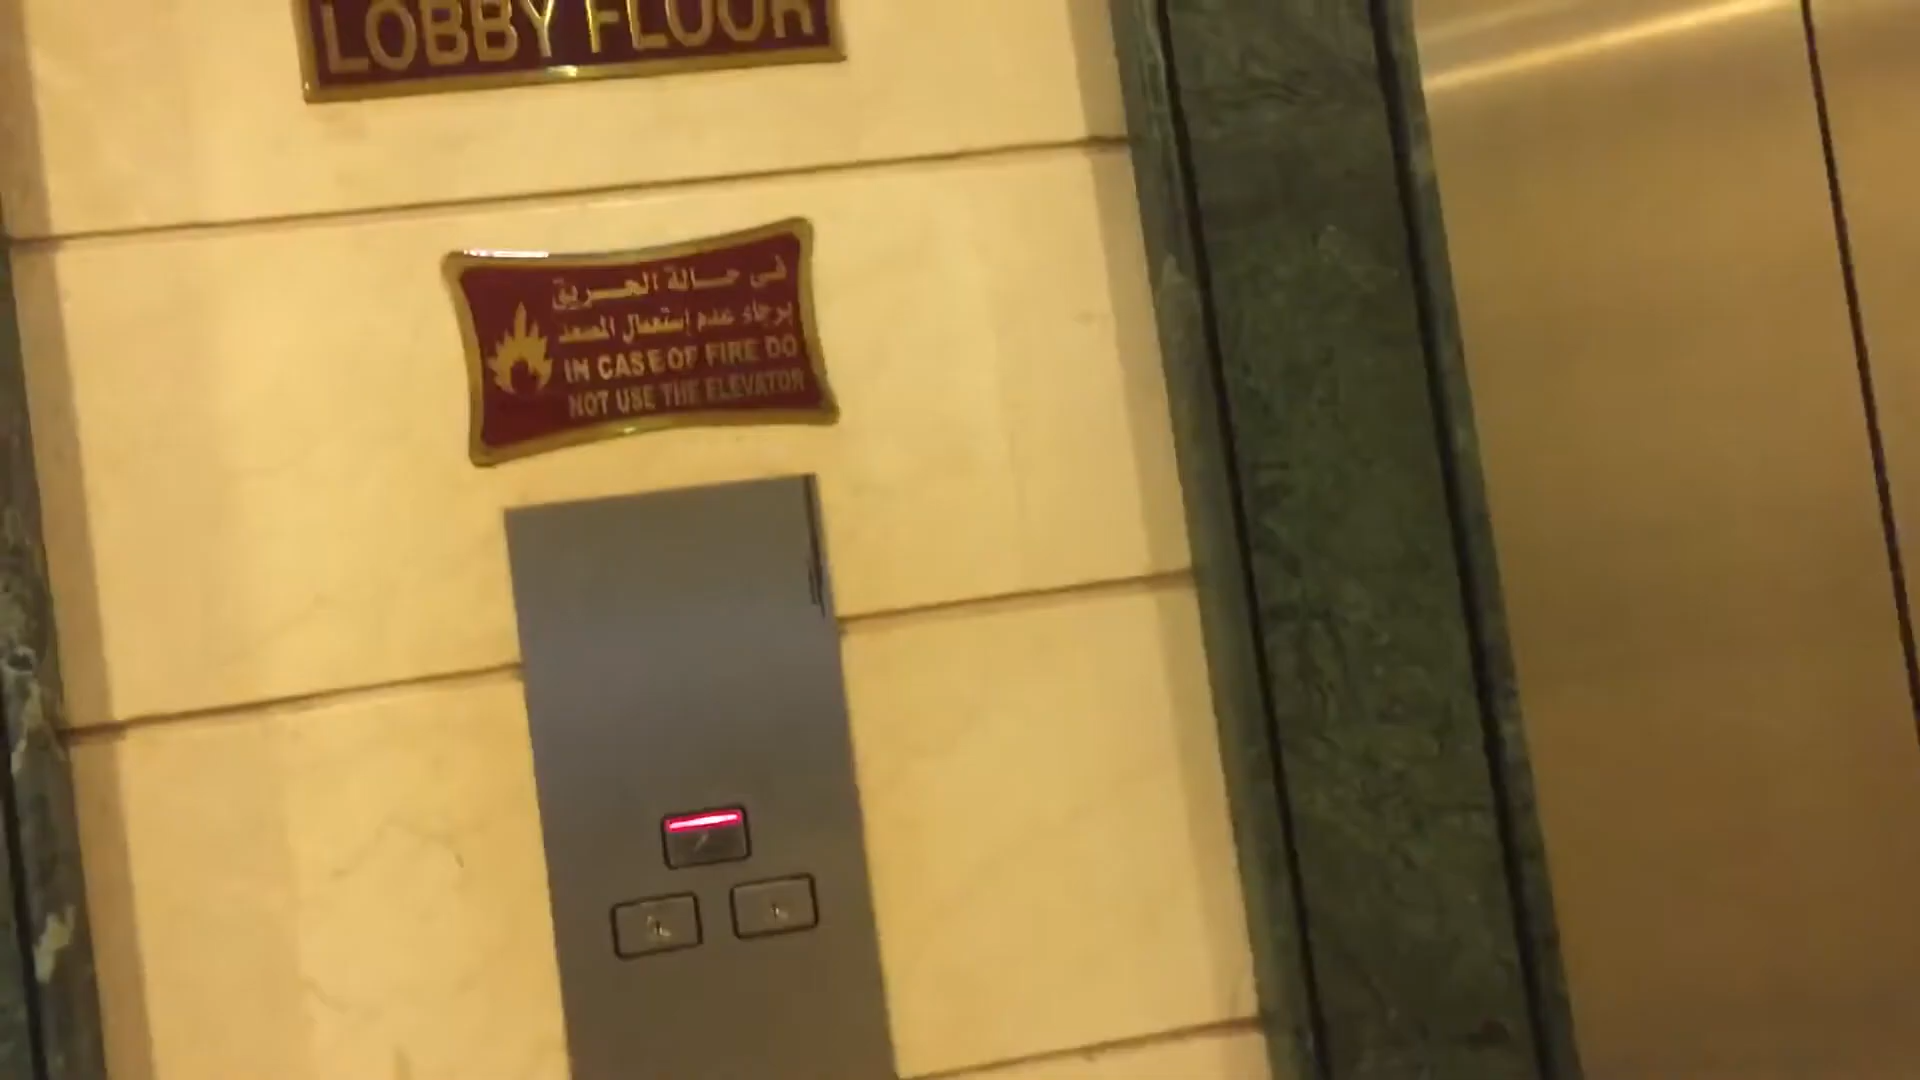 LOBBY FLOOR
فى حالة الحريق
برجاء عدم إستعمال المصعد
IN CASE OF FIRE DO
NOT USE THE ELEVATOR